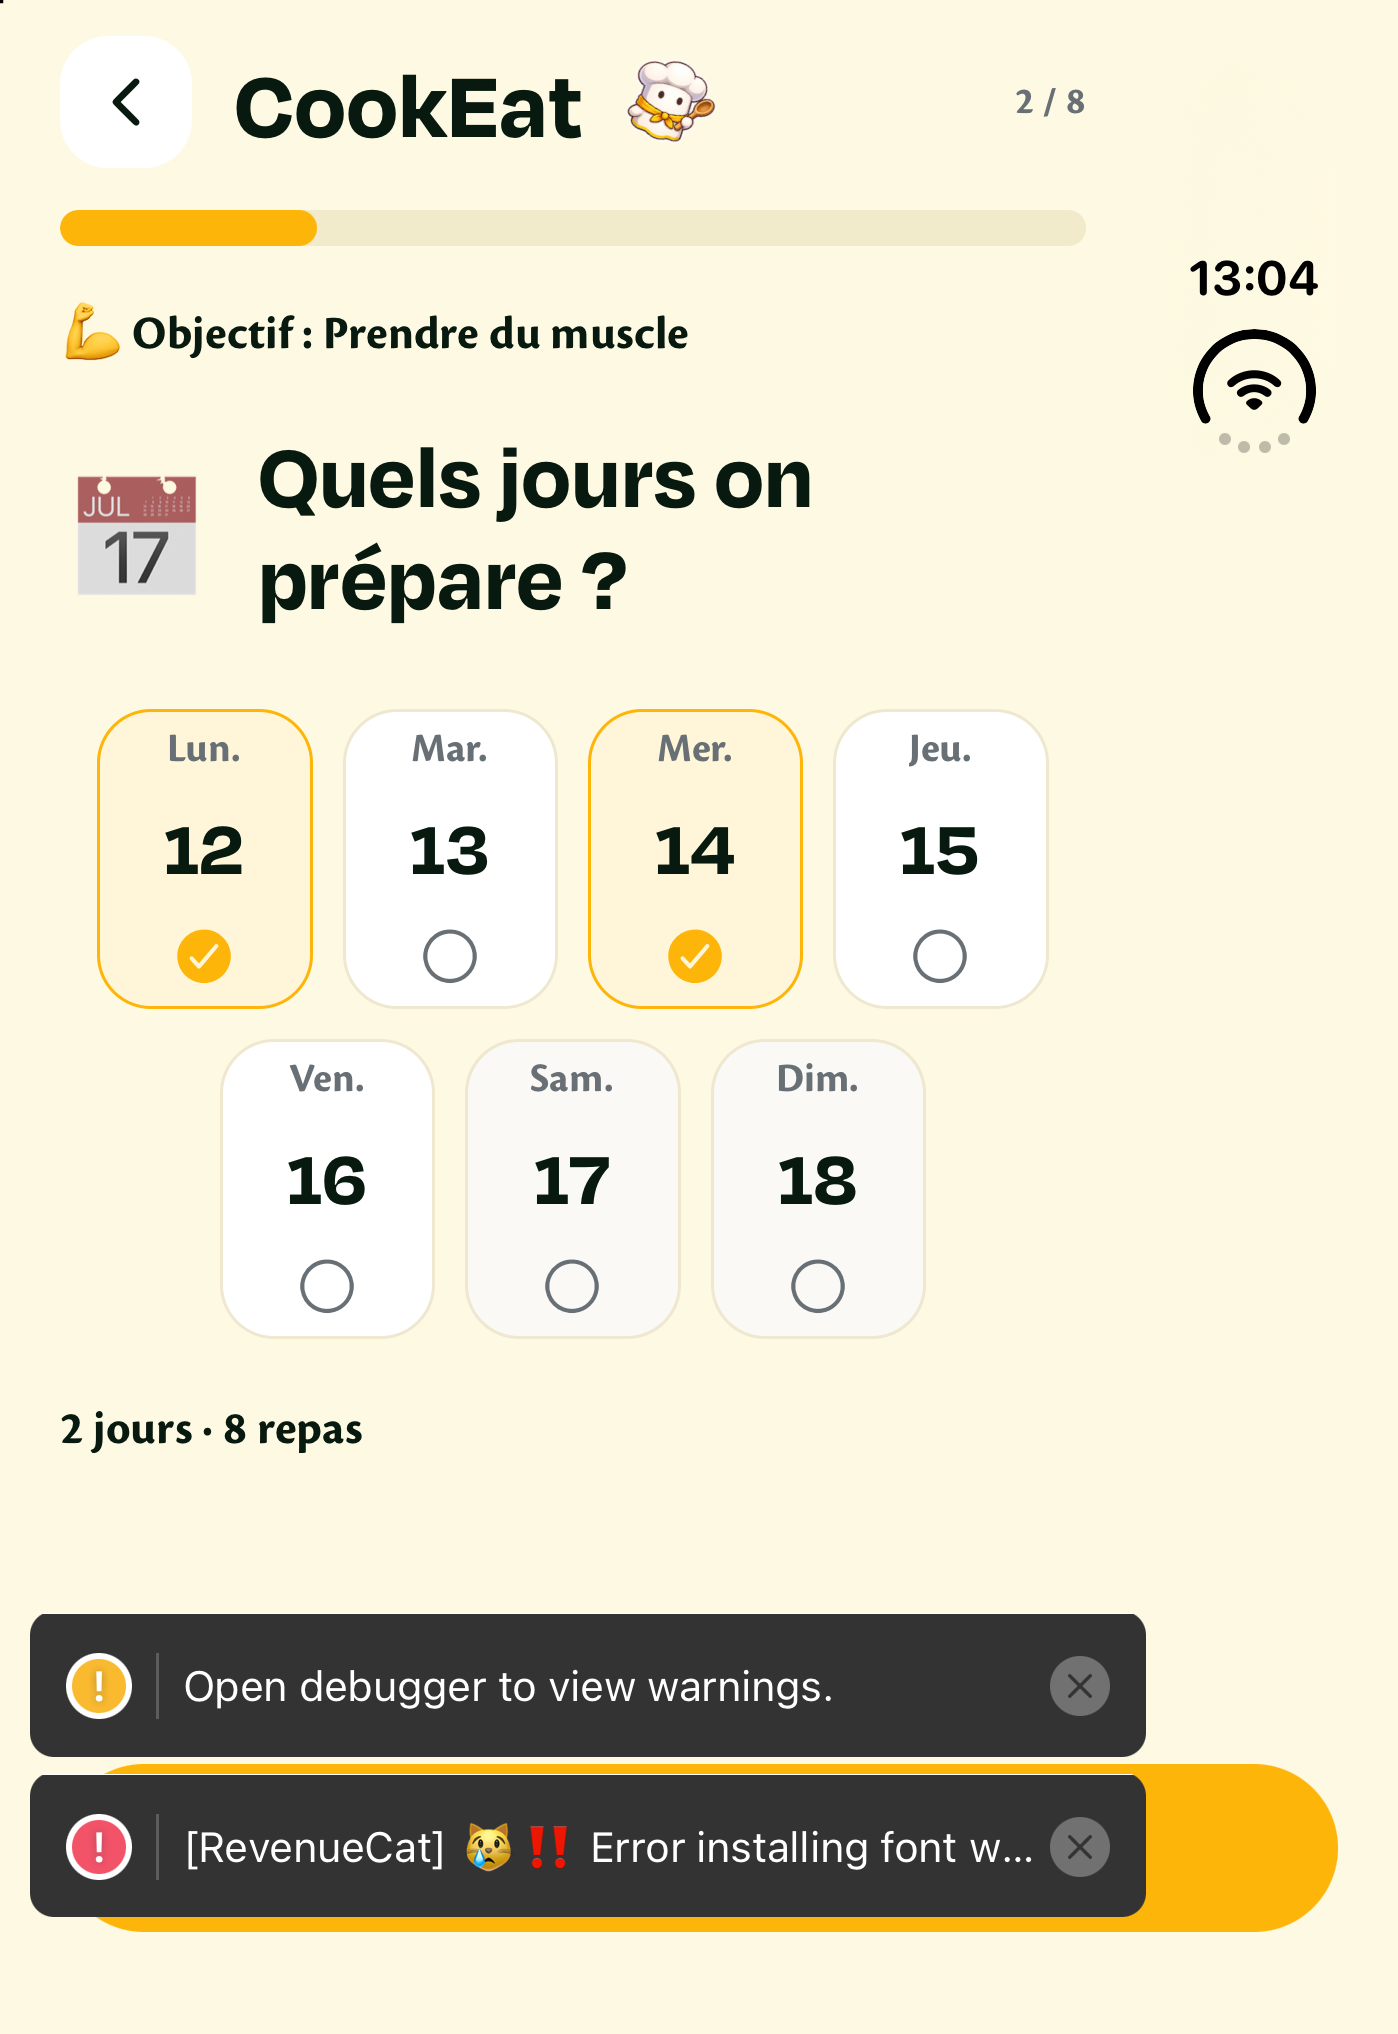 CookEat
2 / 8
13:04
💪 Objectif : Prendre du muscle
JUL
17
Quels jours on
prépare ?
Lun. Mar. Mer. Jeu.
12 13 14 15
Ven. Sam. Dim.
16 17 18
2 jours · 8 repas
Open debugger to view warnings.
[RevenueCat] 😿‼️ Error installing font w...